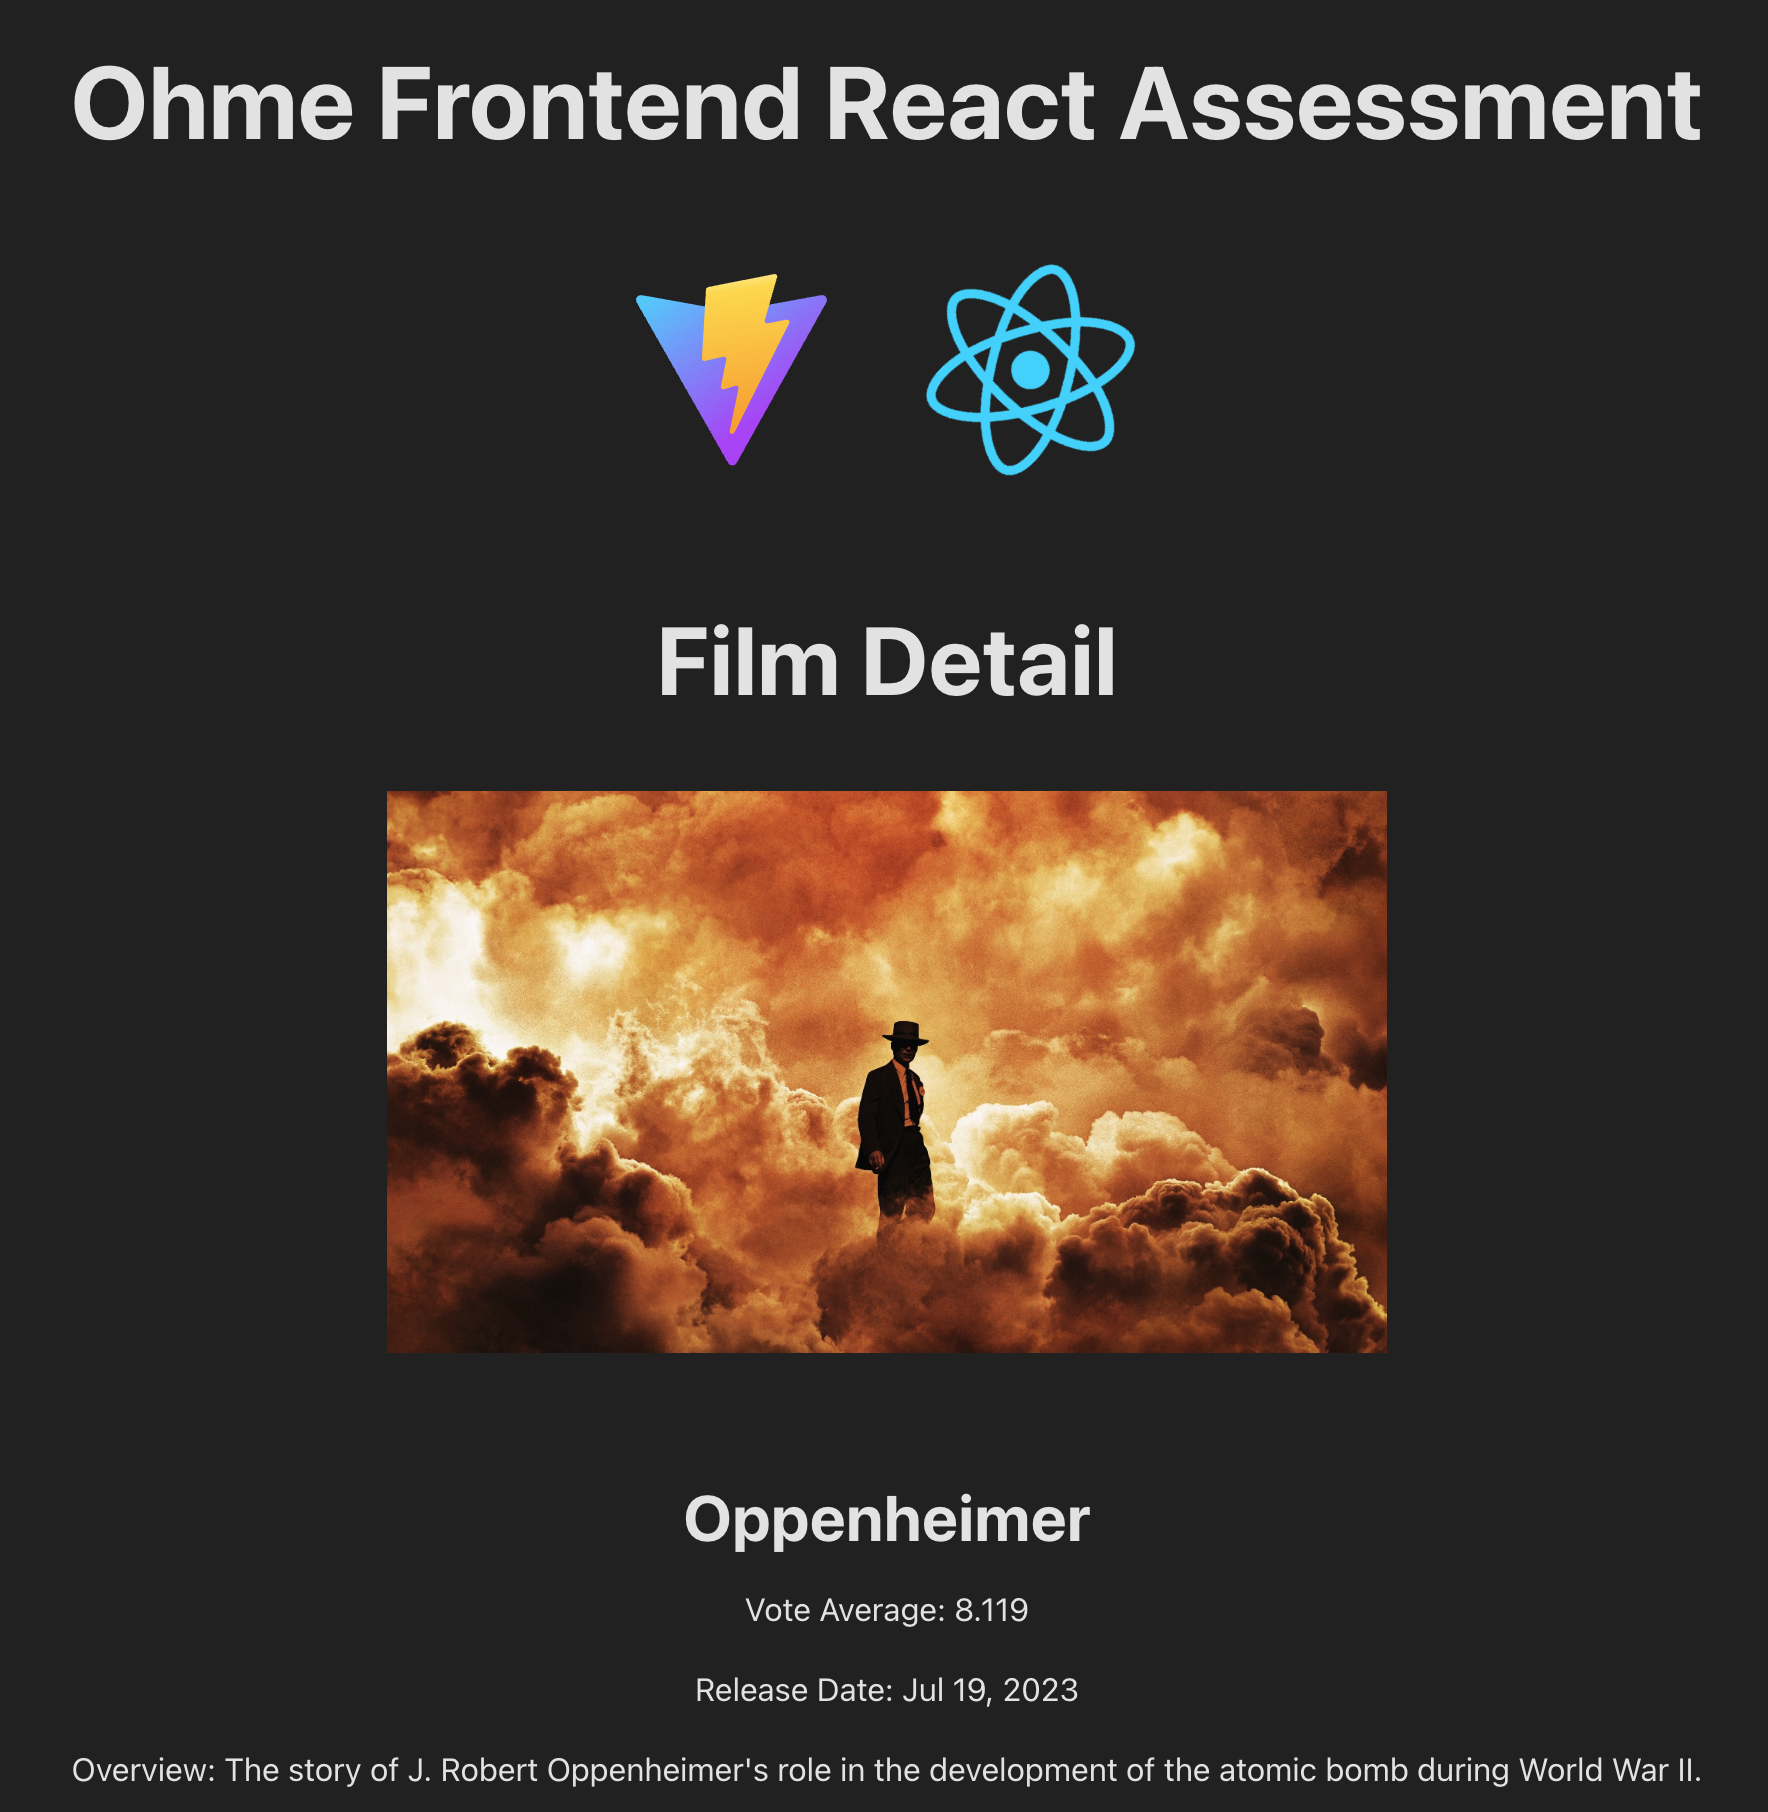 Ohme Frontend React Assessment
Film Detail
Oppenheimer
Vote Average: 8.119
Release Date: Jul 19, 2023
Overview: The story of J. Robert Oppenheimer's role in the development of the atomic bomb during World War II.